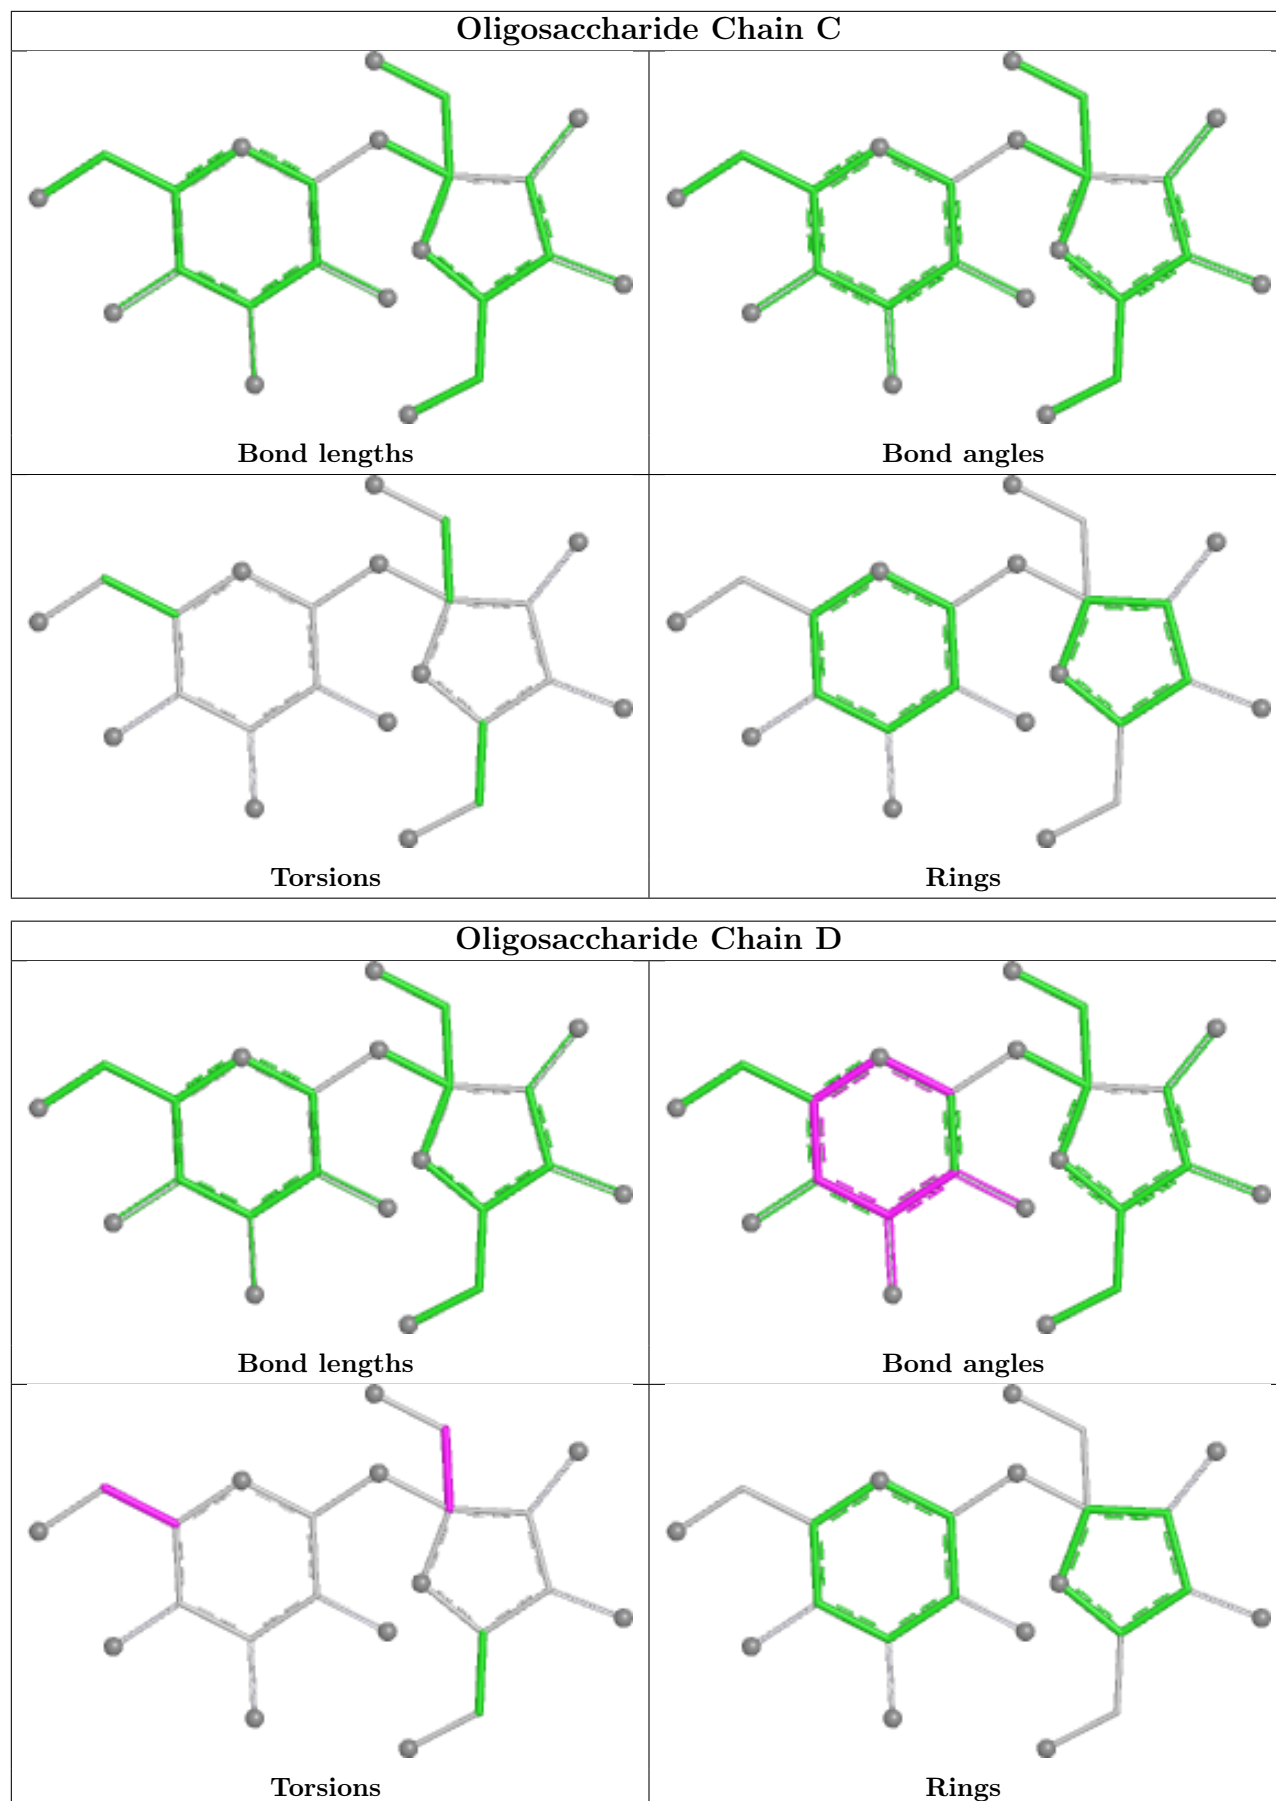 Oligosaccharide Chain C
Bond lengths
Bond angles
Torsions
Rings
Oligosaccharide Chain D
Bond lengths
Bond angles
Torsions
Rings